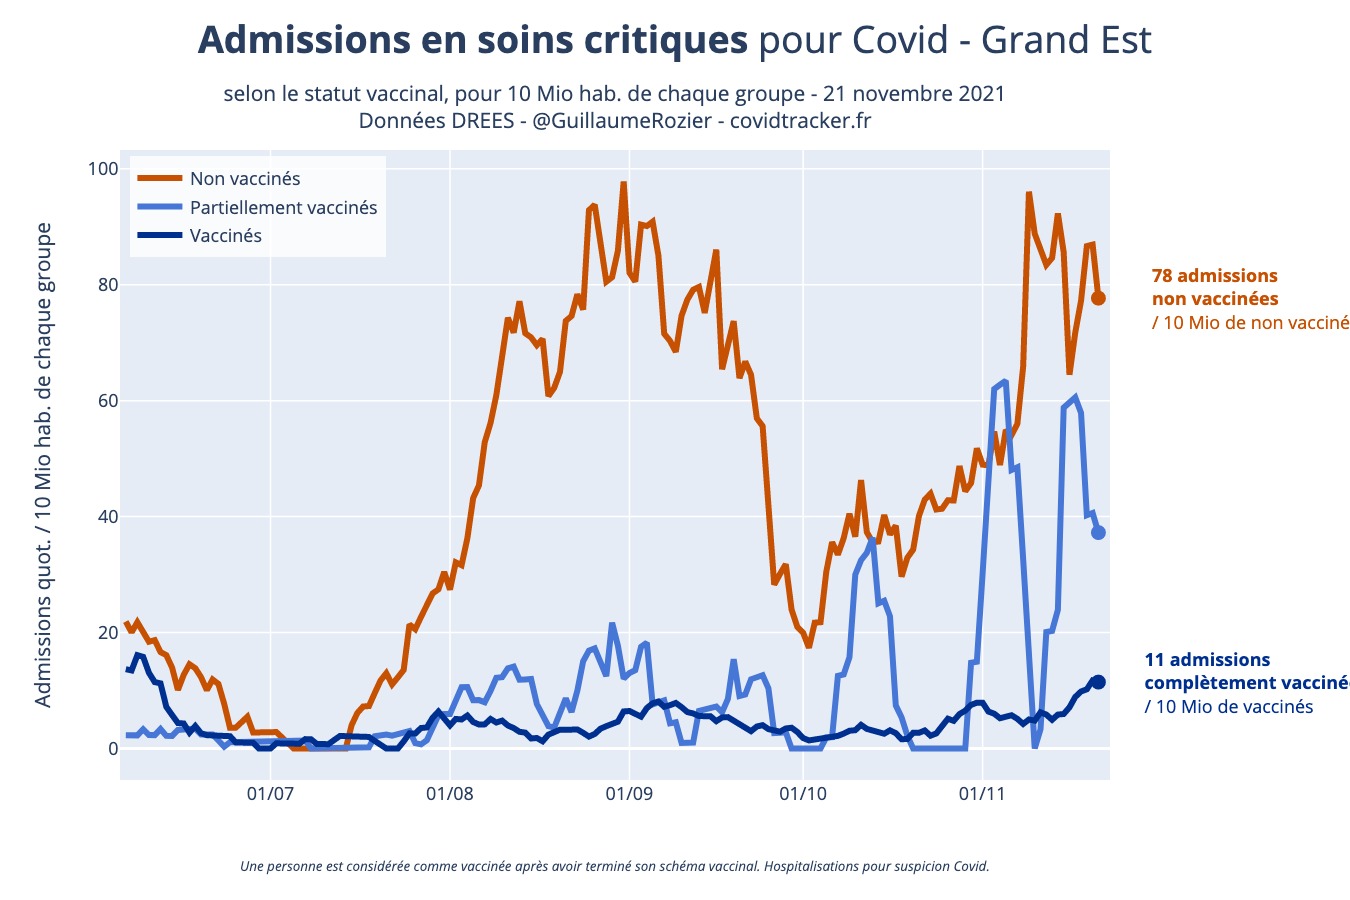 Admissions en soins critiques pour Covid - Grand Est
selon le statut vaccinal, pour 10 Mio hab. de chaque groupe - 21 novembre 2021
Données DREES - @GuillaumeRozier - covidtracker.fr
Admissions quot. / 10 Mio hab. de chaque groupe
100
80
60
40
20
0
Non vaccinés
Partiellement vaccinés
Vaccinés
78 admissions
non vaccinées
/ 10 Mio de non vacciné
11 admissions
complètement vacciné
/ 10 Mio de vaccinés
01/07
01/08
01/09
01/10
01/11
Une personne est considérée comme vaccinée après avoir terminé son schéma vaccinal. Hospitalisations pour suspicion Covid.